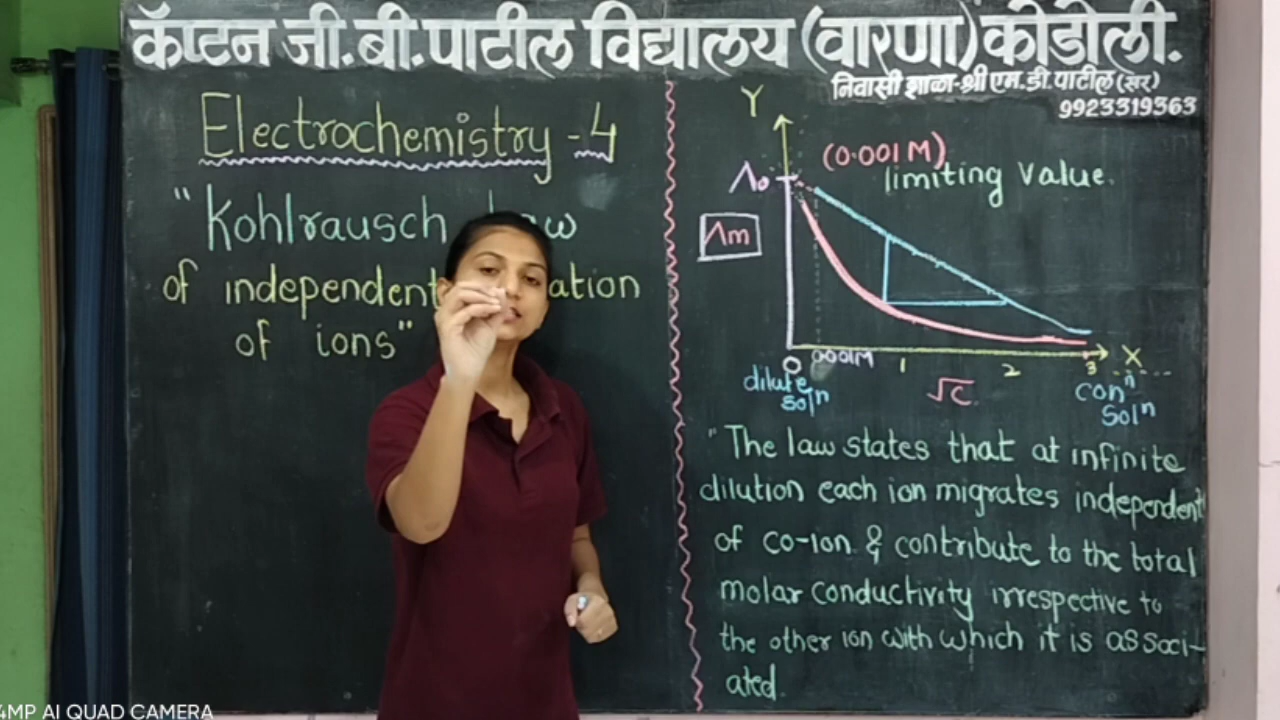 कॅप्टन जी.बी.पाटील विद्यालय (वारणा) कोडोली.
निवासी शाळा-श्री एम.डी.पाटील (सर)
9923319363
Electrochemistry - 4
"Kohlrausch
of independent ation
of ions"
Y
(0.001 M)
limiting value.
Λo
Λm
O 0.001M 1 2 3 X
dilute soln
√C
conⁿ soln
"The law states that at infinite
dilution each ion migrates independent
of co-ion & contribute to the total
molar conductivity irrespective to
the other ion with which it is associ-
ated.
4MP AI QUAD CAMERA